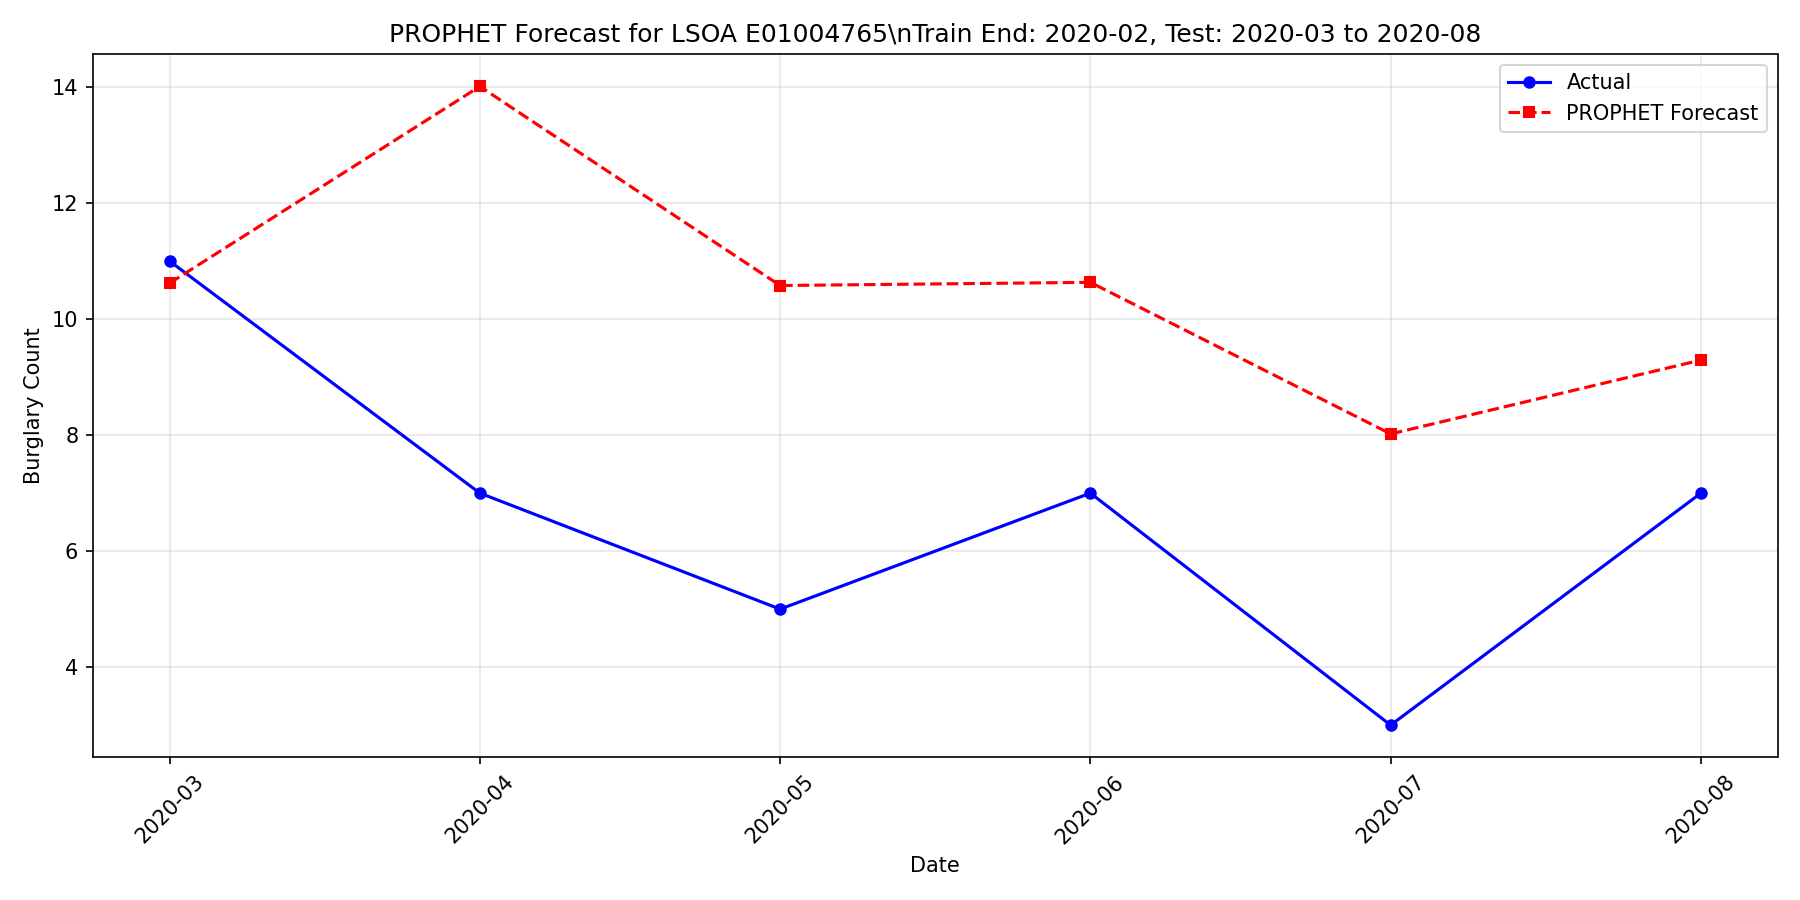 PROPHET Forecast for LSOA E01004765\nTrain End: 2020-02, Test: 2020-03 to 2020-08
Actual
PROPHET Forecast
14
12
10
8
6
4
Burglary Count
2020-03
2020-04
2020-05
2020-06
2020-07
2020-08
Date